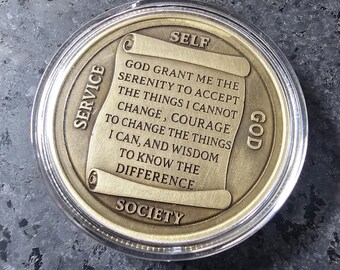 SELF
GOD GRANT ME THE
SERENITY TO ACCEPT
THE THINGS I CANNOT
CHANGE, COURAGE
TO CHANGE THE THINGS
I CAN, AND WISDOM
TO KNOW THE
DIFFERENCE
SERVICE
GOD
SOCIETY